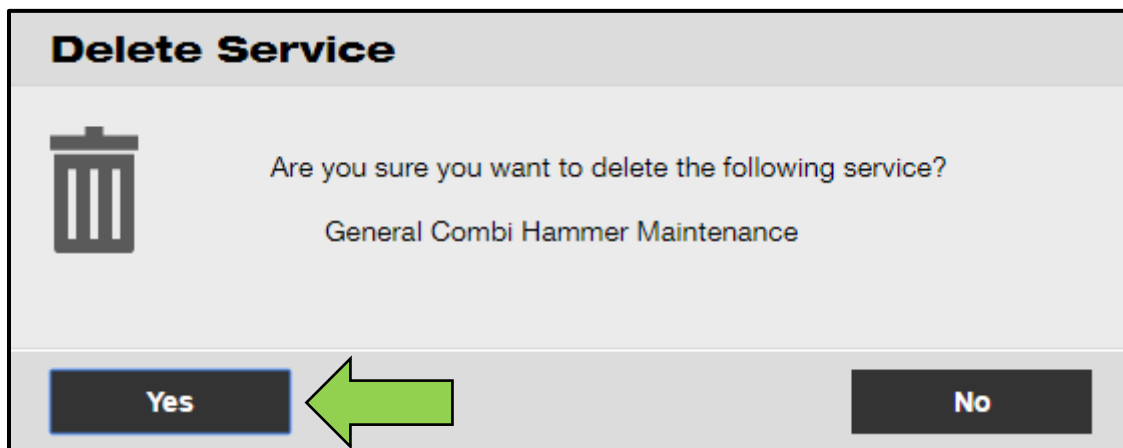 Delete Service
Are you sure you want to delete the following service?
General Combi Hammer Maintenance
Yes
No